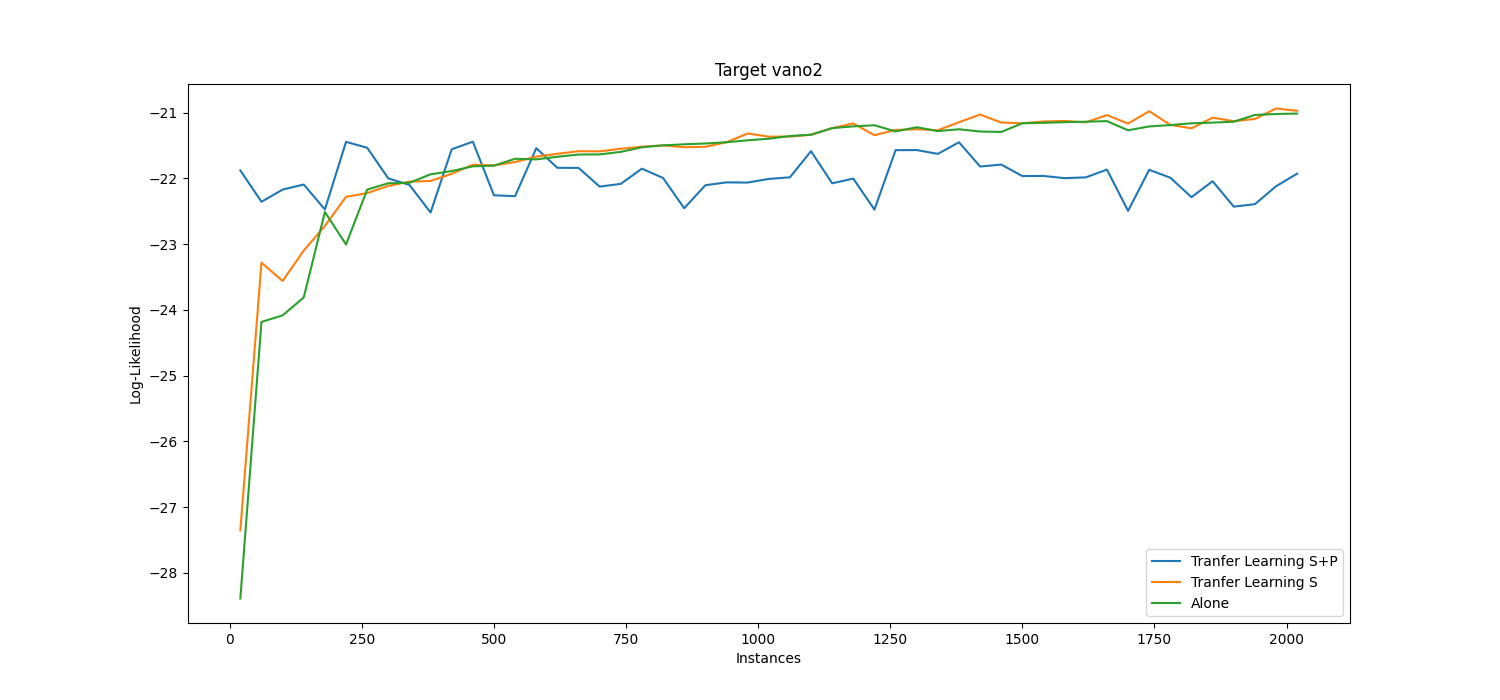 Target vano2
−21
−22
−23
−24
−25
−26
−27
−28
Log-Likelihood
0 250 500 750 1000 1250 1500 1750 2000
Instances
Tranfer Learning S+P
Tranfer Learning S
Alone